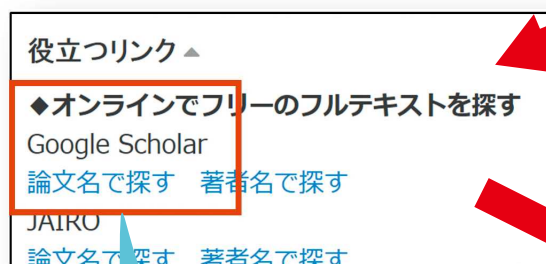 役立つリンク
◆オンラインでフリーのフルテキストを探す
Google Scholar
論文名で探す 著者名で探す
JAIRO
論文名で探す 著者名で探す